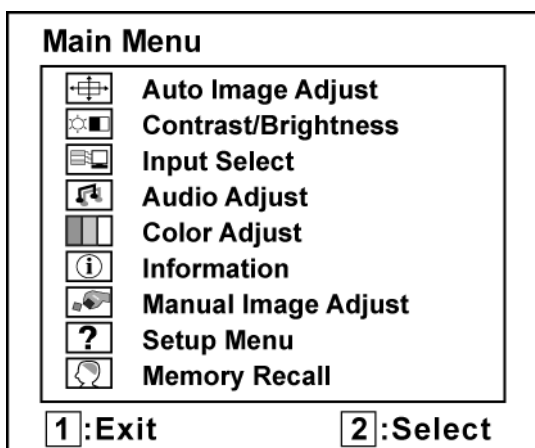 Main Menu
Auto Image Adjust
Contrast/Brightness
Input Select
Audio Adjust
Color Adjust
i Information
Manual Image Adjust
? Setup Menu
Memory Recall
1 :Exit 2 :Select